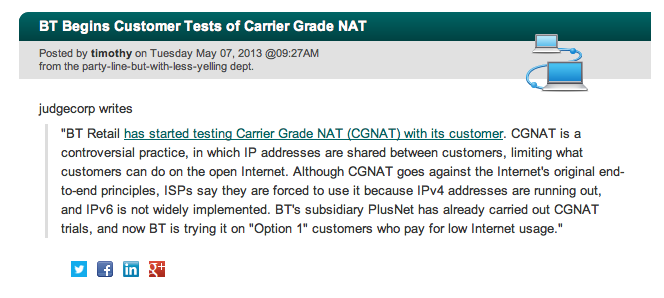 BT Begins Customer Tests of Carrier Grade NAT
Posted by timothy on Tuesday May 07, 2013 @09:27AM
from the party-line-but-with-less-yelling dept.
judgecorp writes
"BT Retail has started testing Carrier Grade NAT (CGNAT) with its customer. CGNAT is a
controversial practice, in which IP addresses are shared between customers, limiting what
customers can do on the open Internet. Although CGNAT goes against the Internet's original end-
to-end principles, ISPs say they are forced to use it because IPv4 addresses are running out,
and IPv6 is not widely implemented. BT's subsidiary PlusNet has already carried out CGNAT
trials, and now BT is trying it on "Option 1" customers who pay for low Internet usage."
f in g+